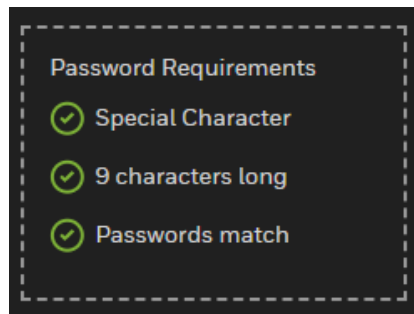 Password Requirements
Special Character
9 characters long
Passwords match